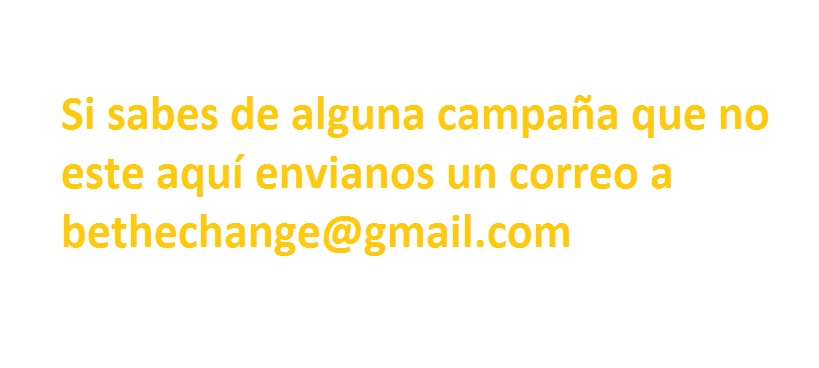 Si sabes de alguna campaña que no
este aquí envianos un correo a
bethechange@gmail.com